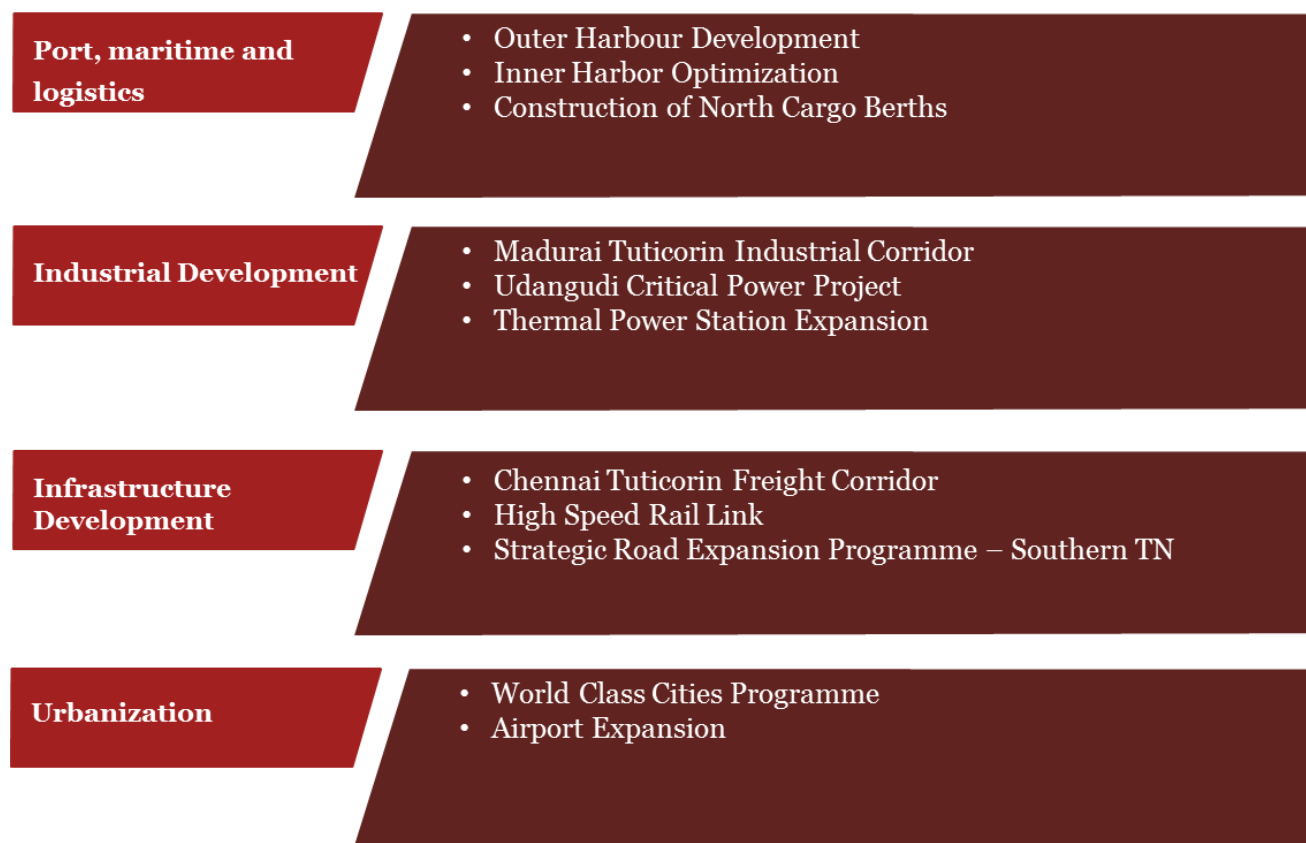 Port, maritime and
logistics
• Outer Harbour Development
• Inner Harbor Optimization
• Construction of North Cargo Berths
Industrial Development
• Madurai Tuticorin Industrial Corridor
• Udangudi Critical Power Project
• Thermal Power Station Expansion
Infrastructure
Development
• Chennai Tuticorin Freight Corridor
• High Speed Rail Link
• Strategic Road Expansion Programme – Southern TN
Urbanization
• World Class Cities Programme
• Airport Expansion